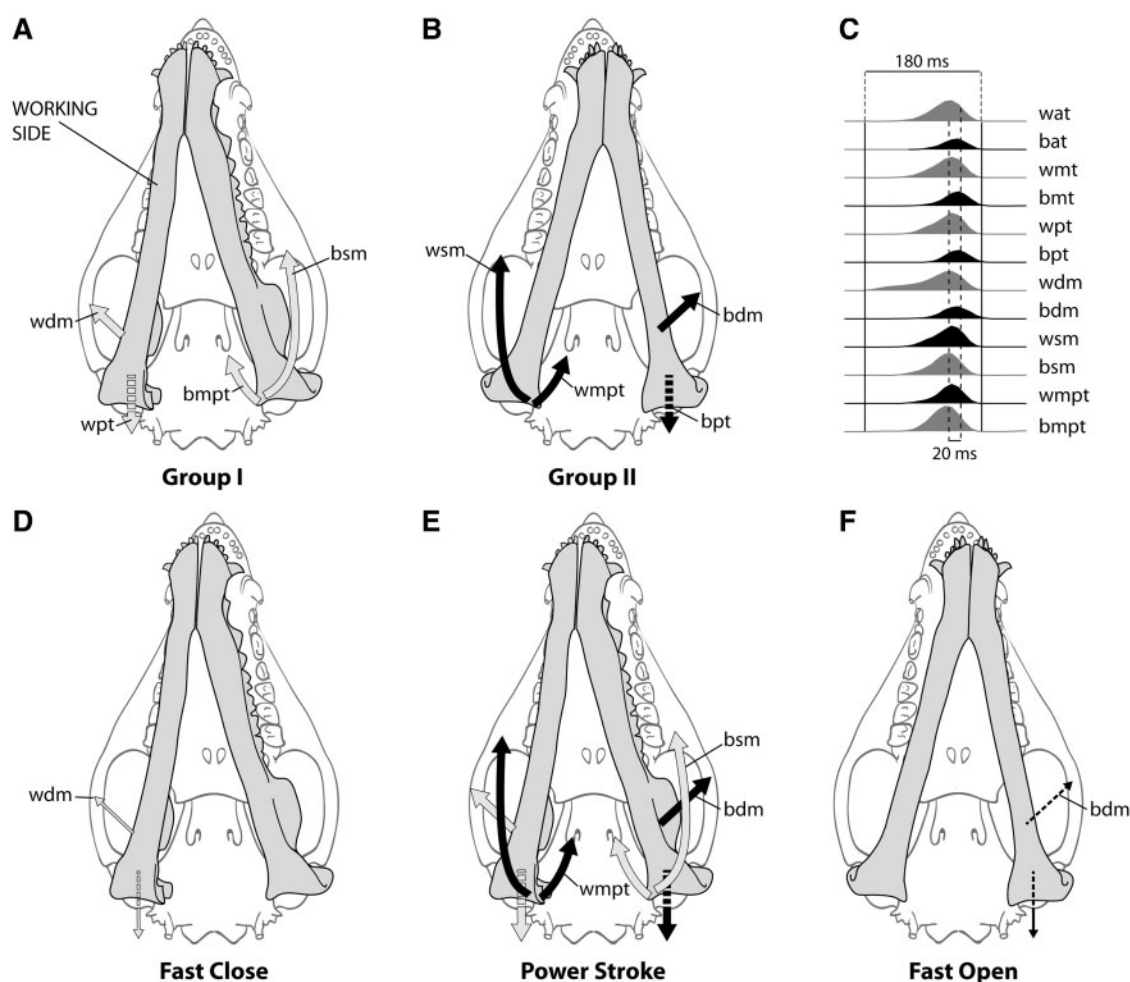 A
B
C
WORKING
SIDE
wdm
bmpt
wpt
bsm
Group I
wsm
bdm
wmpt
bpt
Group II
180 ms
wat
bat
wmt
bmt
wpt
bpt
wdm
bdm
wsm
bsm
wmpt
bmpt
20 ms
D
E
F
wdm
Fast Close
bsm
bdm
wmpt
Power Stroke
bdm
Fast Open